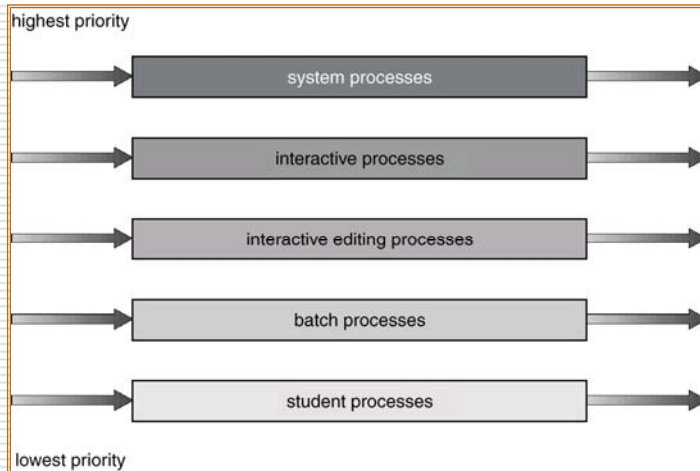 highest priority
system processes
interactive processes
interactive editing processes
batch processes
student processes
lowest priority